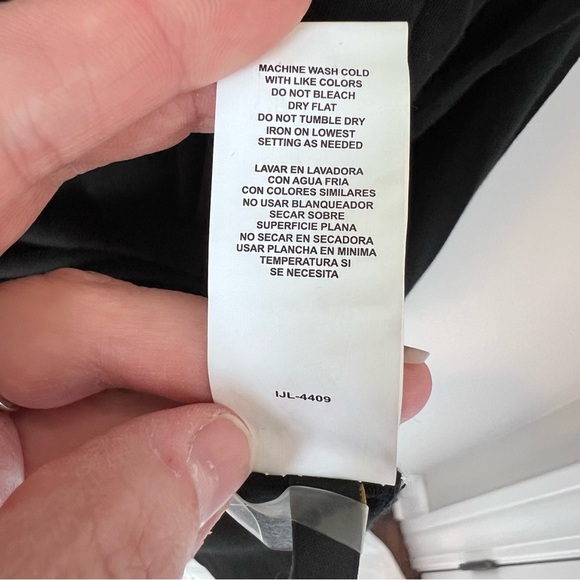 MACHINE WASH COLD
WITH LIKE COLORS
DO NOT BLEACH
DRY FLAT
DO NOT TUMBLE DRY
IRON ON LOWEST
SETTING AS NEEDED
LAVAR EN LAVADORA
CON AGUA FRIA
CON COLORES SIMILARES
NO USAR BLANQUEADOR
SECAR SOBRE
SUPERFICIE PLANA
NO SECAR EN SECADORA
USAR PLANCHA EN MINIMA
TEMPERATURA SI
SE NECESITA
IJL-4409